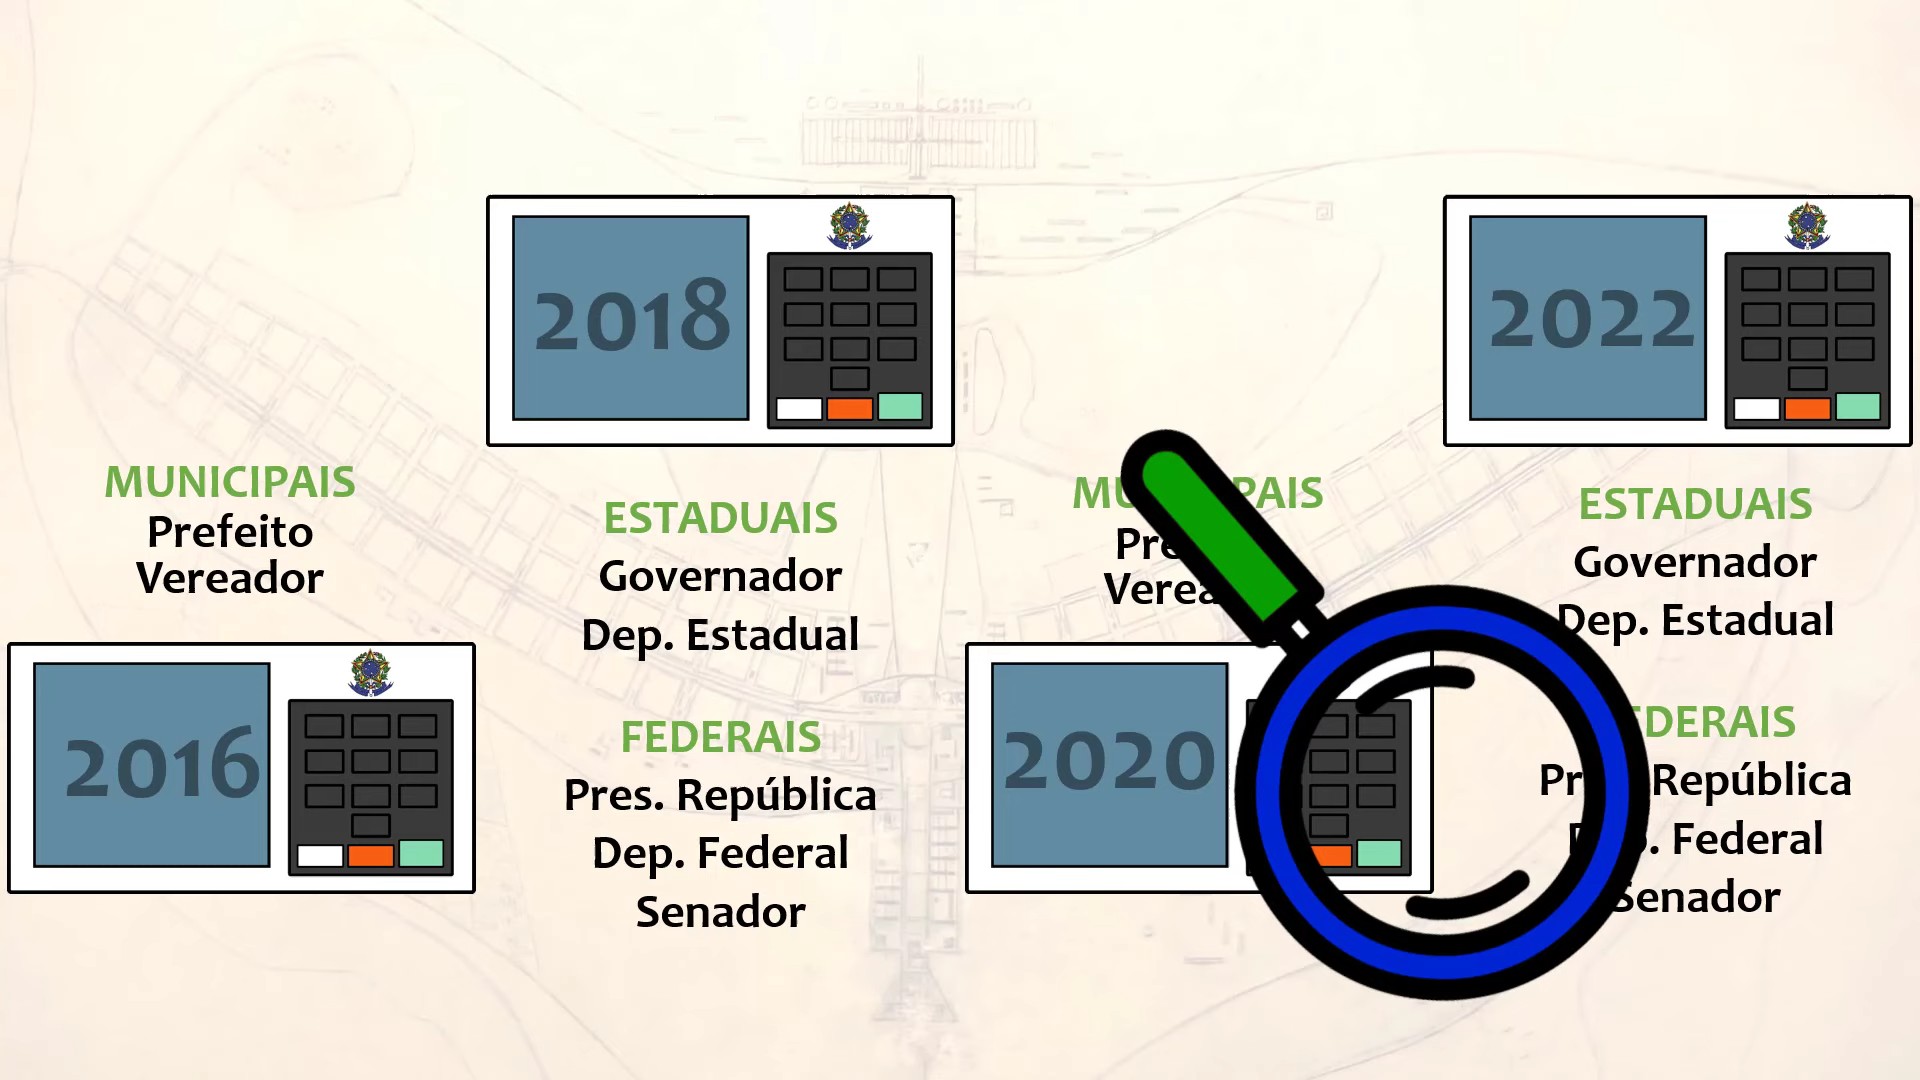 2018
2022
MUNICIPAIS
Prefeito
Vereador
2016
ESTADUAIS
Governador
Dep. Estadual
FEDERAIS
Pres. República
Dep. Federal
Senador
2020
ESTADUAIS
Governador
Dep. Estadual
República
Federal
Senador